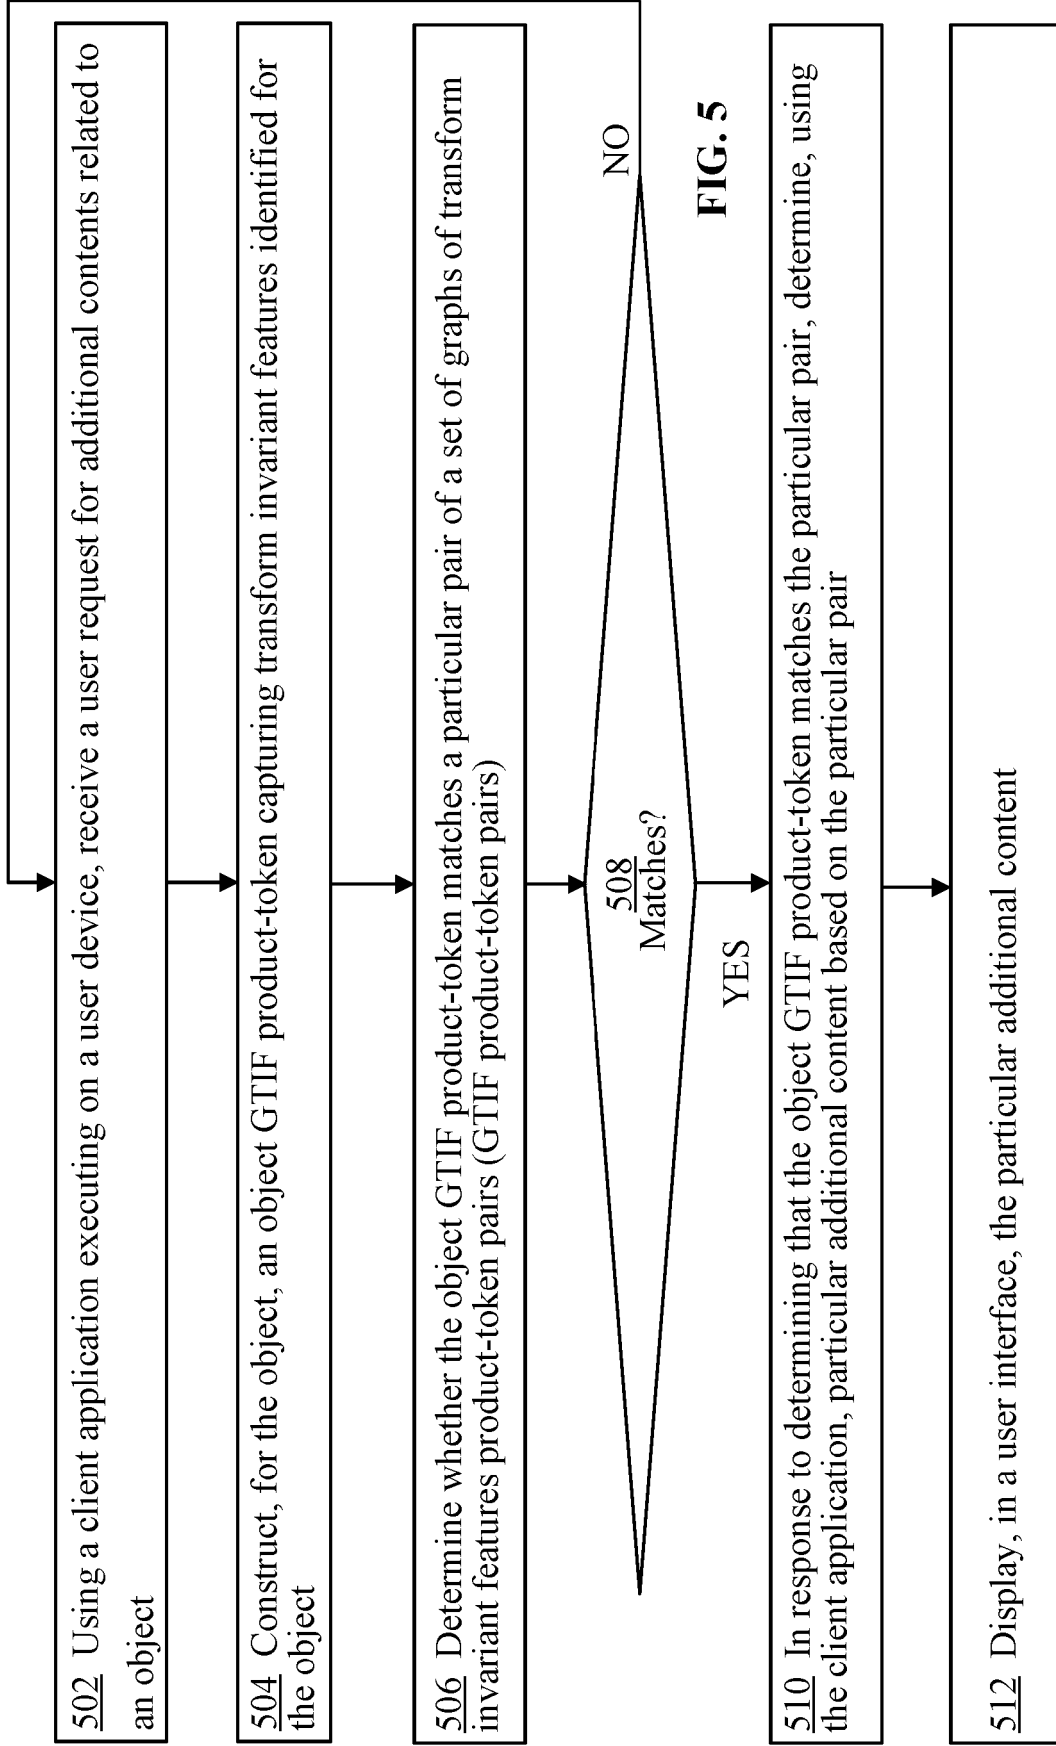 502 Using a client application executing on a user device, receive a user request for additional contents related to
an object
504 Construct, for the object, an object GTIF product-token capturing transform invariant features identified for
the object
506 Determine whether the object GTIF product-token matches a particular pair of a set of graphs of transform
invariant features product-token pairs (GTIF product-token pairs)
508
Matches?
NO
YES
510 In response to determining that the object GTIF product-token matches the particular pair, determine, using
the client application, particular additional content based on the particular pair
512 Display, in a user interface, the particular additional content
FIG. 5